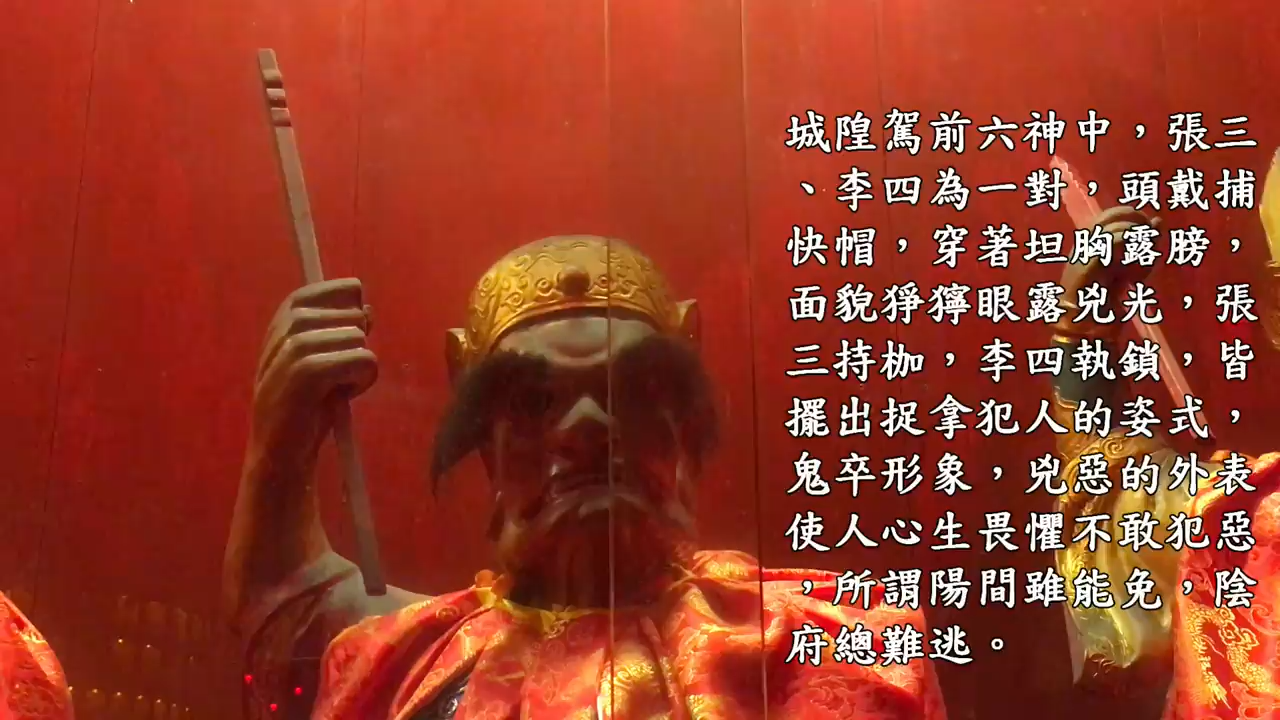 城隍駕前六神中，張三
、李四為一對，頭戴捕
快帽，穿著坦胸露膀，
面貌猙獰眼露兇光，張
三持枷，李四執鎖，皆
擺出捉拿犯人的姿式，
鬼卒形象，兇惡的外表
使人心生畏懼不敢犯惡
，所謂陽間雖能免，陰
府總難逃。